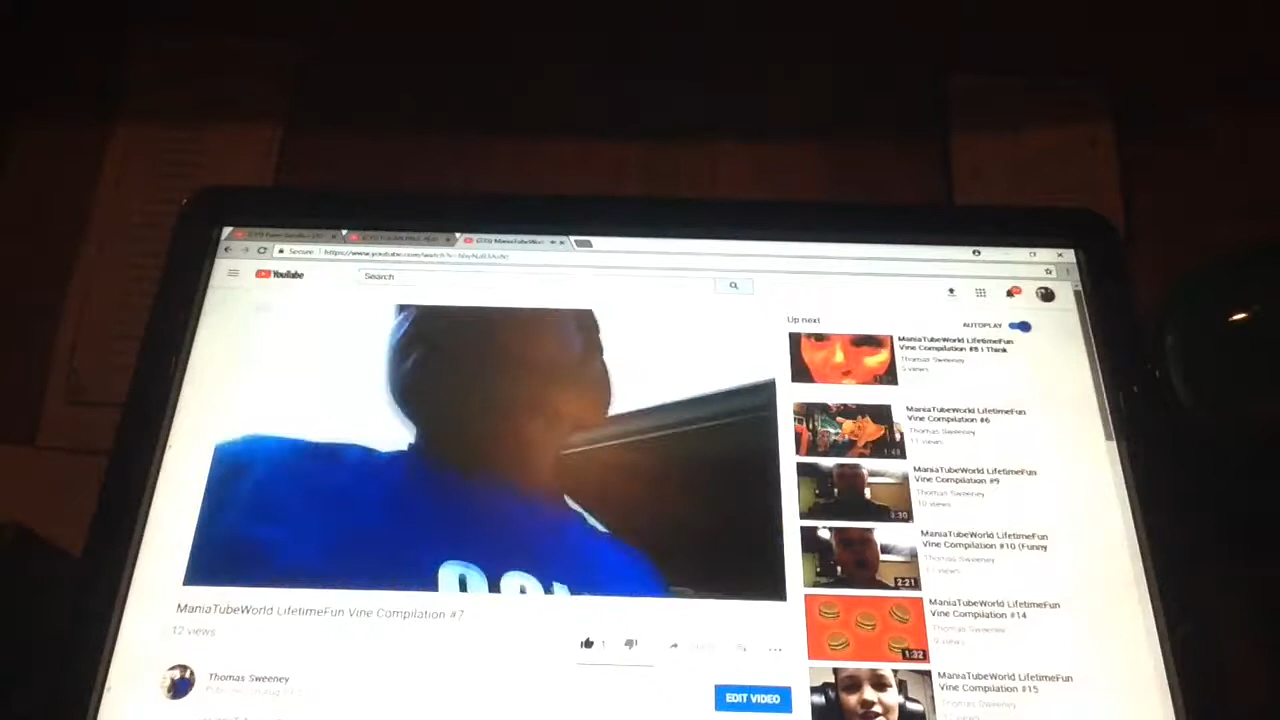 Secure
YouTube
Search
Up next
AUTOPLAY
ManiaTubeWorld LifetimeFun
Vine Compilation #8 I Think
Thomas Sweeney
5 views
ManiaTubeWorld LifetimeFun
Vine Compilation #6
Thomas Sweeney
11 views
1:48
ManiaTubeWorld LifetimeFun
Vine Compilation #9
Thomas Sweeney
10 views
3:30
ManiaTubeWorld LifetimeFun
Vine Compilation #10 (Funny
Thomas Sweeney
11 views
2:21
ManiaTubeWorld LifetimeFun
Vine Compilation #14
Thomas Sweeney
9 views
1:32
ManiaTubeWorld LifetimeFun
Vine Compilation #15
Thomas Sweeney
ManiaTubeWorld LifetimeFun Vine Compilation #7
12 views
1
Thomas Sweeney
EDIT VIDEO